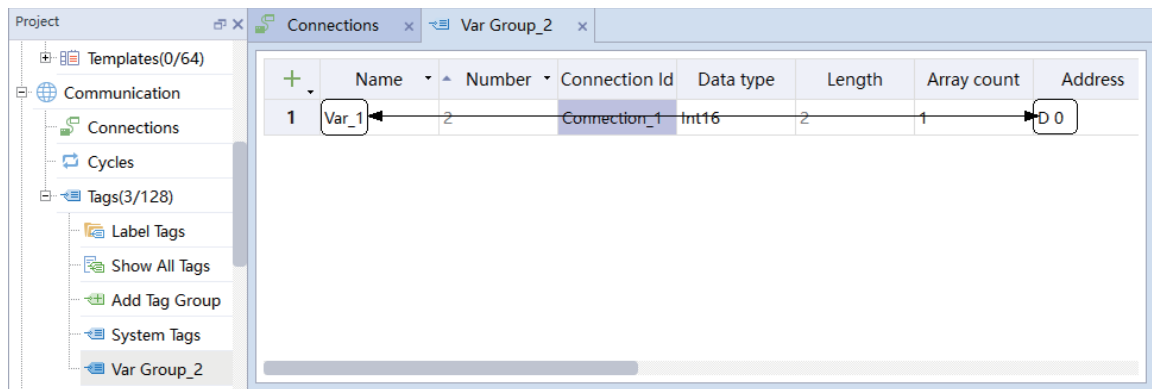 Project
Templates(0/64)
Communication
Connections
Cycles
Tags(3/128)
Label Tags
Show All Tags
Add Tag Group
System Tags
Var Group_2
Connections Var Group_2
Name Number Connection Id Data type Length Array count Address
1 Var_1 2 Connection_1 Int16 2 1 D 0